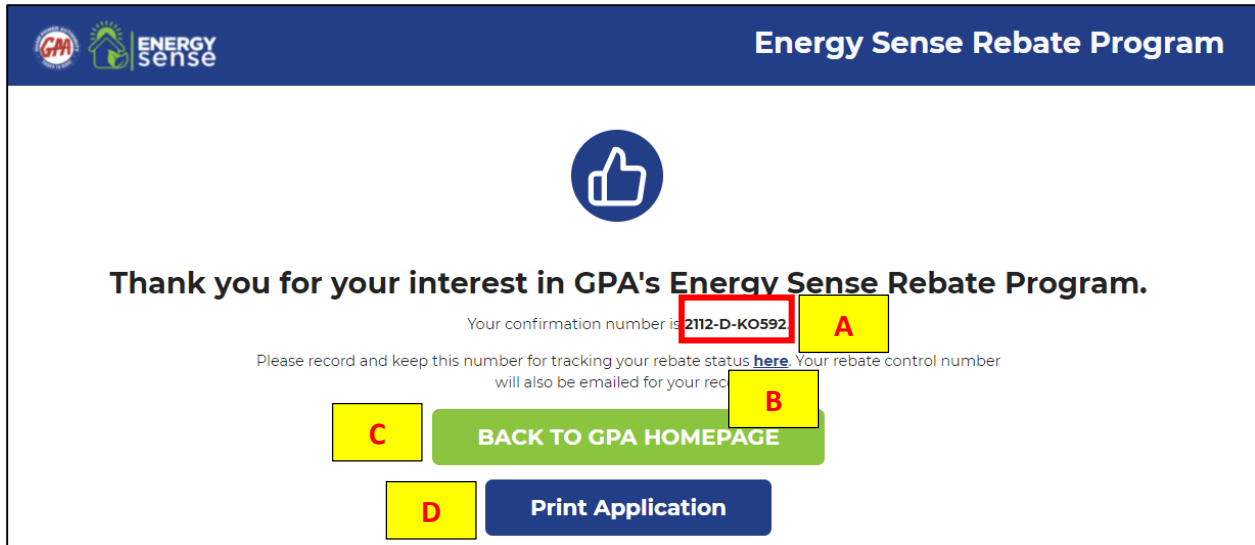 GPA
ENERGY
sense
Energy Sense Rebate Program
Thank you for your interest in GPA's Energy Sense Rebate Program.
Your confirmation number is 2112-D-KO592.
A
Please record and keep this number for tracking your rebate status here. Your rebate control number
will also be emailed for your
B
C
BACK TO GPA HOMEPAGE
D
Print Application